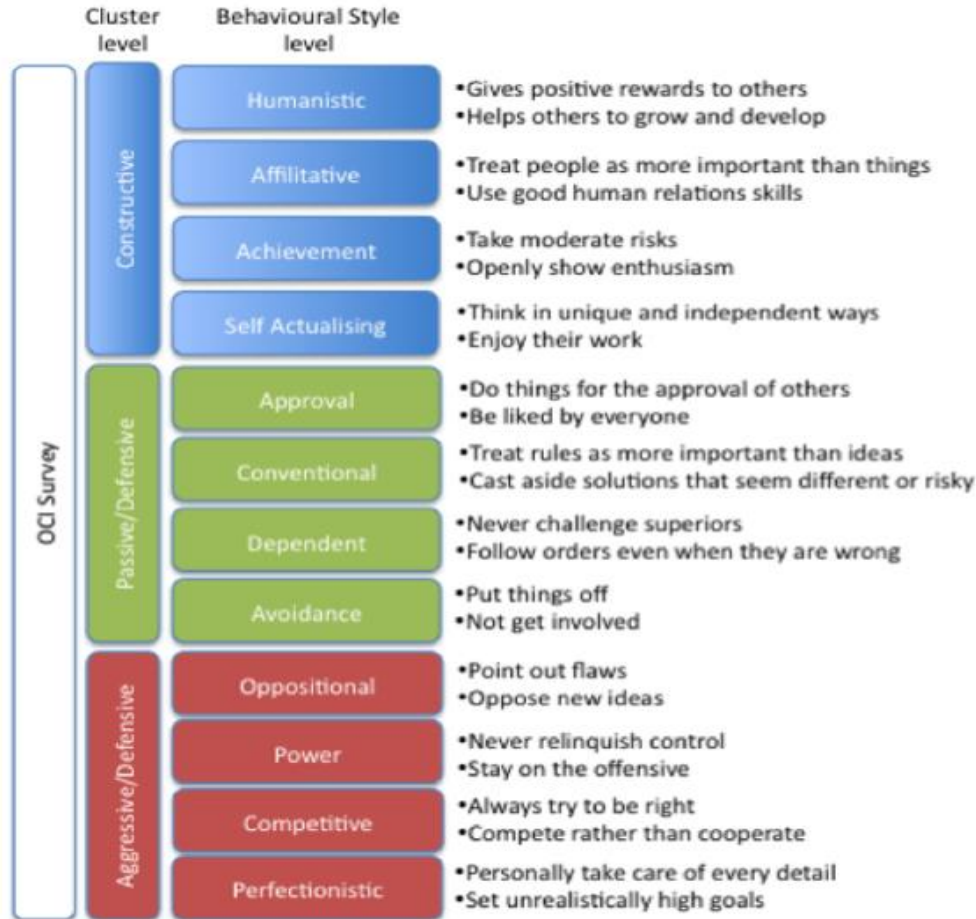 Cluster level
Behavioural Style level
OCI Survey
Constructive
Humanistic
•Gives positive rewards to others
•Helps others to grow and develop
Affilitative
•Treat people as more important than things
•Use good human relations skills
Achievement
•Take moderate risks
•Openly show enthusiasm
Self Actualising
•Think in unique and independent ways
•Enjoy their work
Passive/Defensive
Approval
•Do things for the approval of others
•Be liked by everyone
Conventional
•Treat rules as more important than ideas
•Cast aside solutions that seem different or risky
Dependent
•Never challenge superiors
•Follow orders even when they are wrong
Avoidance
•Put things off
•Not get involved
Aggressive/Defensive
Oppositional
•Point out flaws
•Oppose new ideas
Power
•Never relinquish control
•Stay on the offensive
Competitive
•Always try to be right
•Compete rather than cooperate
Perfectionistic
•Personally take care of every detail
•Set unrealistically high goals